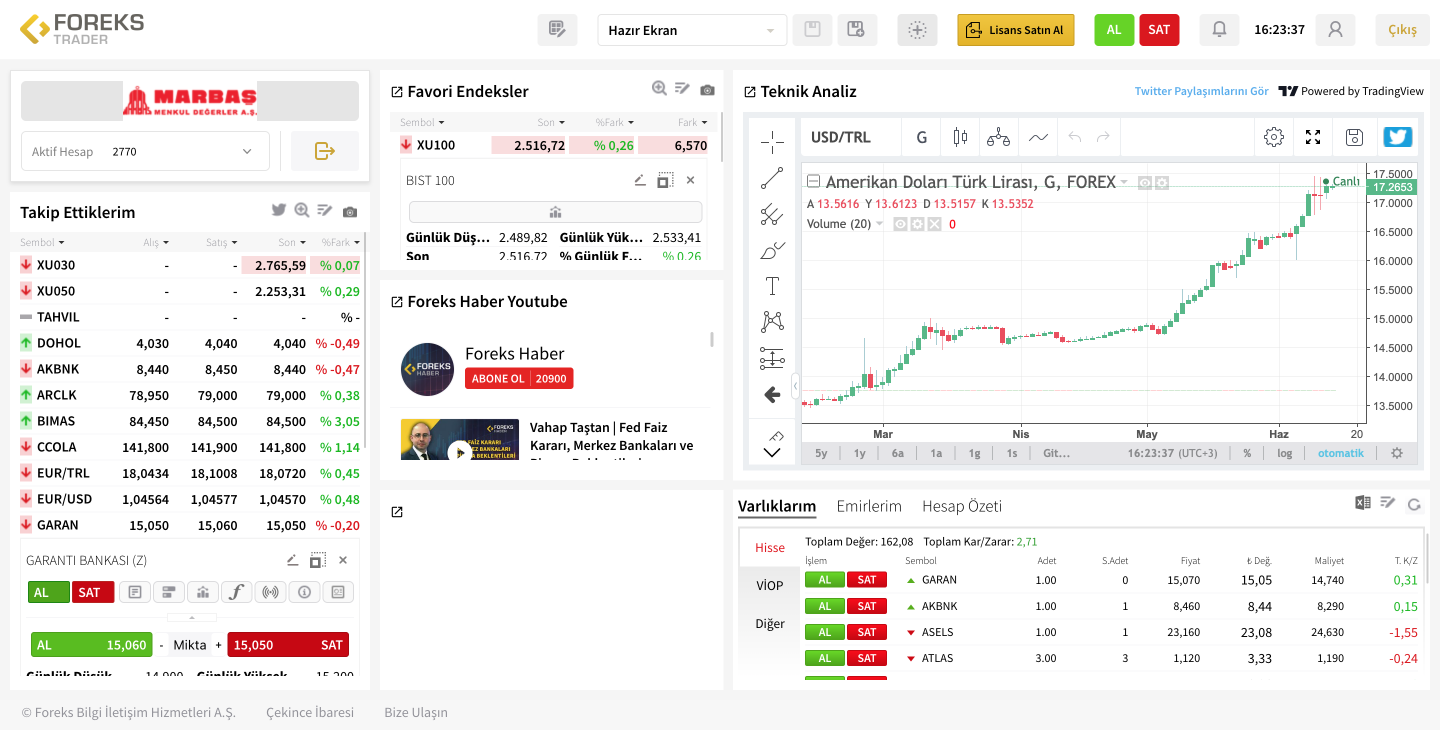 FOREKS
TRADER
Hazır Ekran
Lisans Satın Al
AL
SAT
16:23:37
Çıkış
MARBAŞ
MENKUL DEĞERLER A.Ş.
Aktif Hesap 2770
Takip Ettiklerim
Sembol Alış Satış Son %Fark
XU030 - - 2.765,59 % 0,07
XU050 - - 2.253,31 % 0,29
TAHVIL - - - % -
DOHOL 4,030 4,040 4,040 % -0,49
AKBNK 8,440 8,450 8,440 % -0,47
ARCLK 78,950 79,000 79,000 % 0,38
BIMAS 84,450 84,500 84,500 % 3,05
CCOLA 141,800 141,900 141,800 % 1,14
EUR/TRL 18,0434 18,1008 18,0720 % 0,45
EUR/USD 1,04564 1,04577 1,04570 % 0,48
GARAN 15,050 15,060 15,050 % -0,20
GARANTI BANKASI (Z)
AL SAT
AL 15,060 - Mikta + 15,050 SAT
Günlük Düşük 14,900 Günlük Yüksek 15,200
Favori Endeksler
Sembol Son %Fark Fark
XU100 2.516,72 % 0,26 6,570
BIST 100
Günlük Düş... 2.489,82 Günlük Yük... 2.533,41
Son 2.516,72 % Günlük F... % 0,26
Foreks Haber Youtube
FOREKS
HABER
Foreks Haber
ABONE OL 20900
FOREKS
FAİZ KARARI
MERKEZ BANKALARI
BEKLENTİLERİ
Vahap Taştan | Fed Faiz
Kararı, Merkez Bankaları ve
Teknik Analiz
Twitter Paylaşımlarını Gör
Powered by TradingView
USD/TRL G
Amerikan Doları Türk Lirası, G, FOREX
Canlı
A 13.5616 Y 13.6123 D 13.5157 K 13.5352
Volume (20) 0
17.5000
17.2653
17.0000
16.5000
16.0000
15.5000
15.0000
14.5000
14.0000
13.5000
Mar Nis May Haz 20
5y 1y 6a 1a 1g 1s Git... 16:23:37 (UTC+3) % log otomatik
Varlıklarım Emirlerim Hesap Özeti
Hisse
VİOP
Diğer
Toplam Değer: 162,08 Toplam Kar/Zarar: 2,71
İşlem Sembol Adet S.Adet Fiyat ₺ Değ. Maliyet T. K/Z
AL SAT GARAN 1.00 0 15,070 15,05 14,740 0,31
AL SAT AKBNK 1.00 1 8,460 8,44 8,290 0,15
AL SAT ASELS 1.00 1 23,160 23,08 24,630 -1,55
AL SAT ATLAS 3.00 3 1,120 3,33 1,190 -0,24
© Foreks Bilgi İletişim Hizmetleri A.Ş. Çekince İbaresi Bize Ulaşın